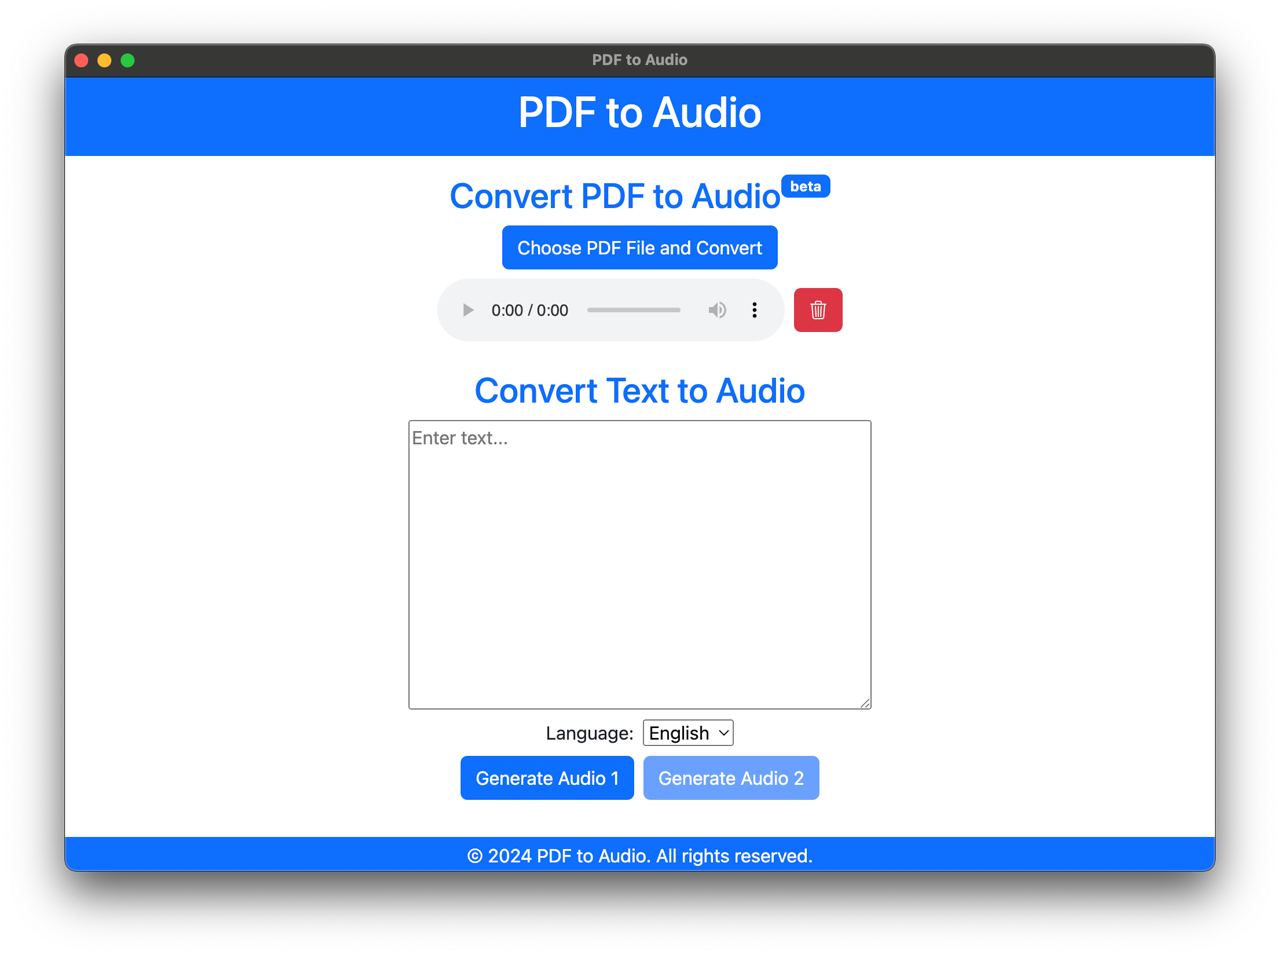 PDF to Audio
PDF to Audio
Convert PDF to Audio beta
Choose PDF File and Convert
0:00 / 0:00
Convert Text to Audio
Enter text...
Language: English
Generate Audio 1 Generate Audio 2
© 2024 PDF to Audio. All rights reserved.